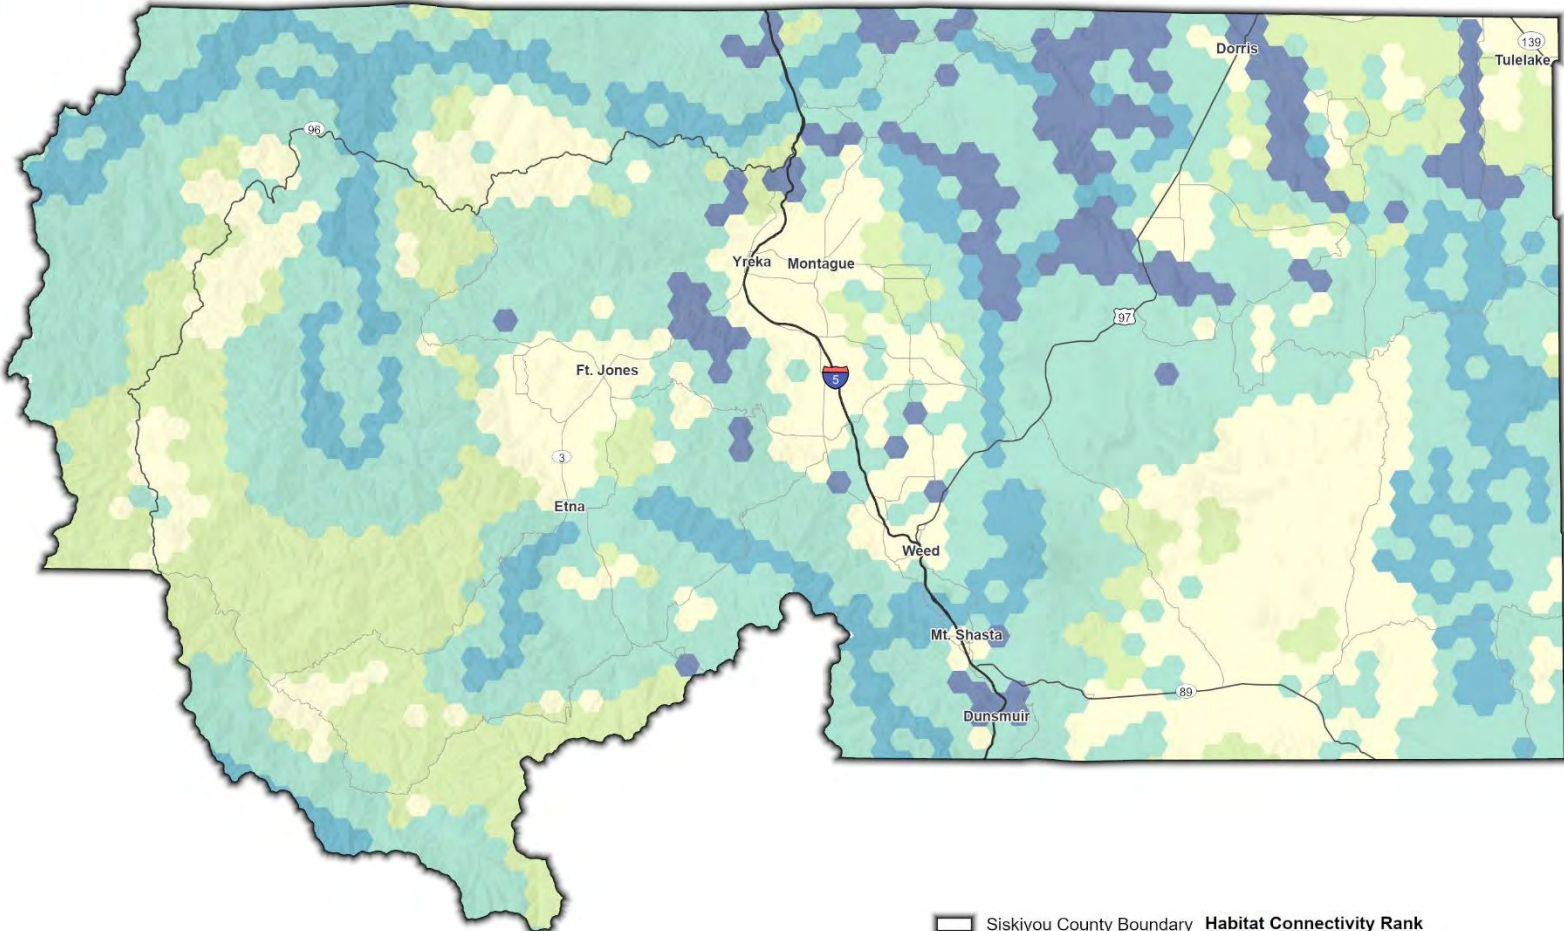 139
Dorris
Tulelake
96
Yreka
Montague
97
Ft. Jones
5
3
Etna
Weed
Mt. Shasta
89
Dunsmuir
Siskiyou County Boundary
Habitat Connectivity Rank